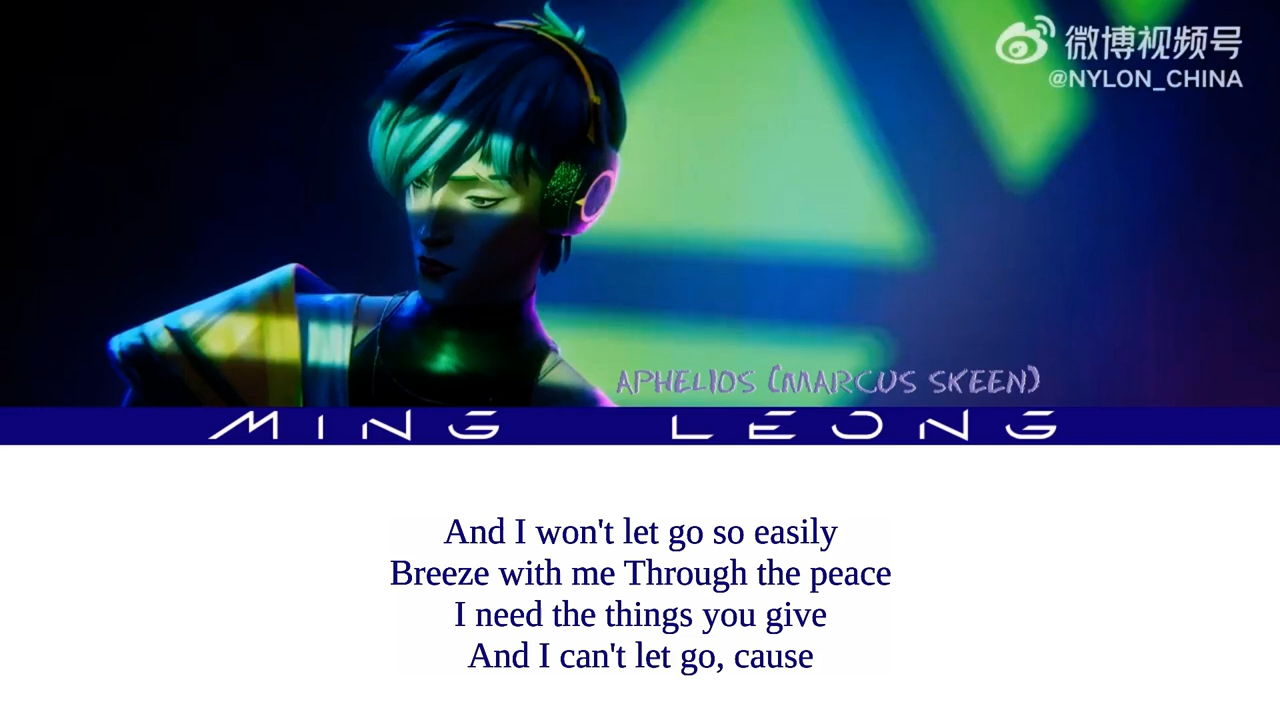 微博视频号
@NYLON_CHINA
APHELIOS (MARCUS SKEEN)
MING LEONG
And I won't let go so easily
Breeze with me Through the peace
I need the things you give
And I can't let go, cause